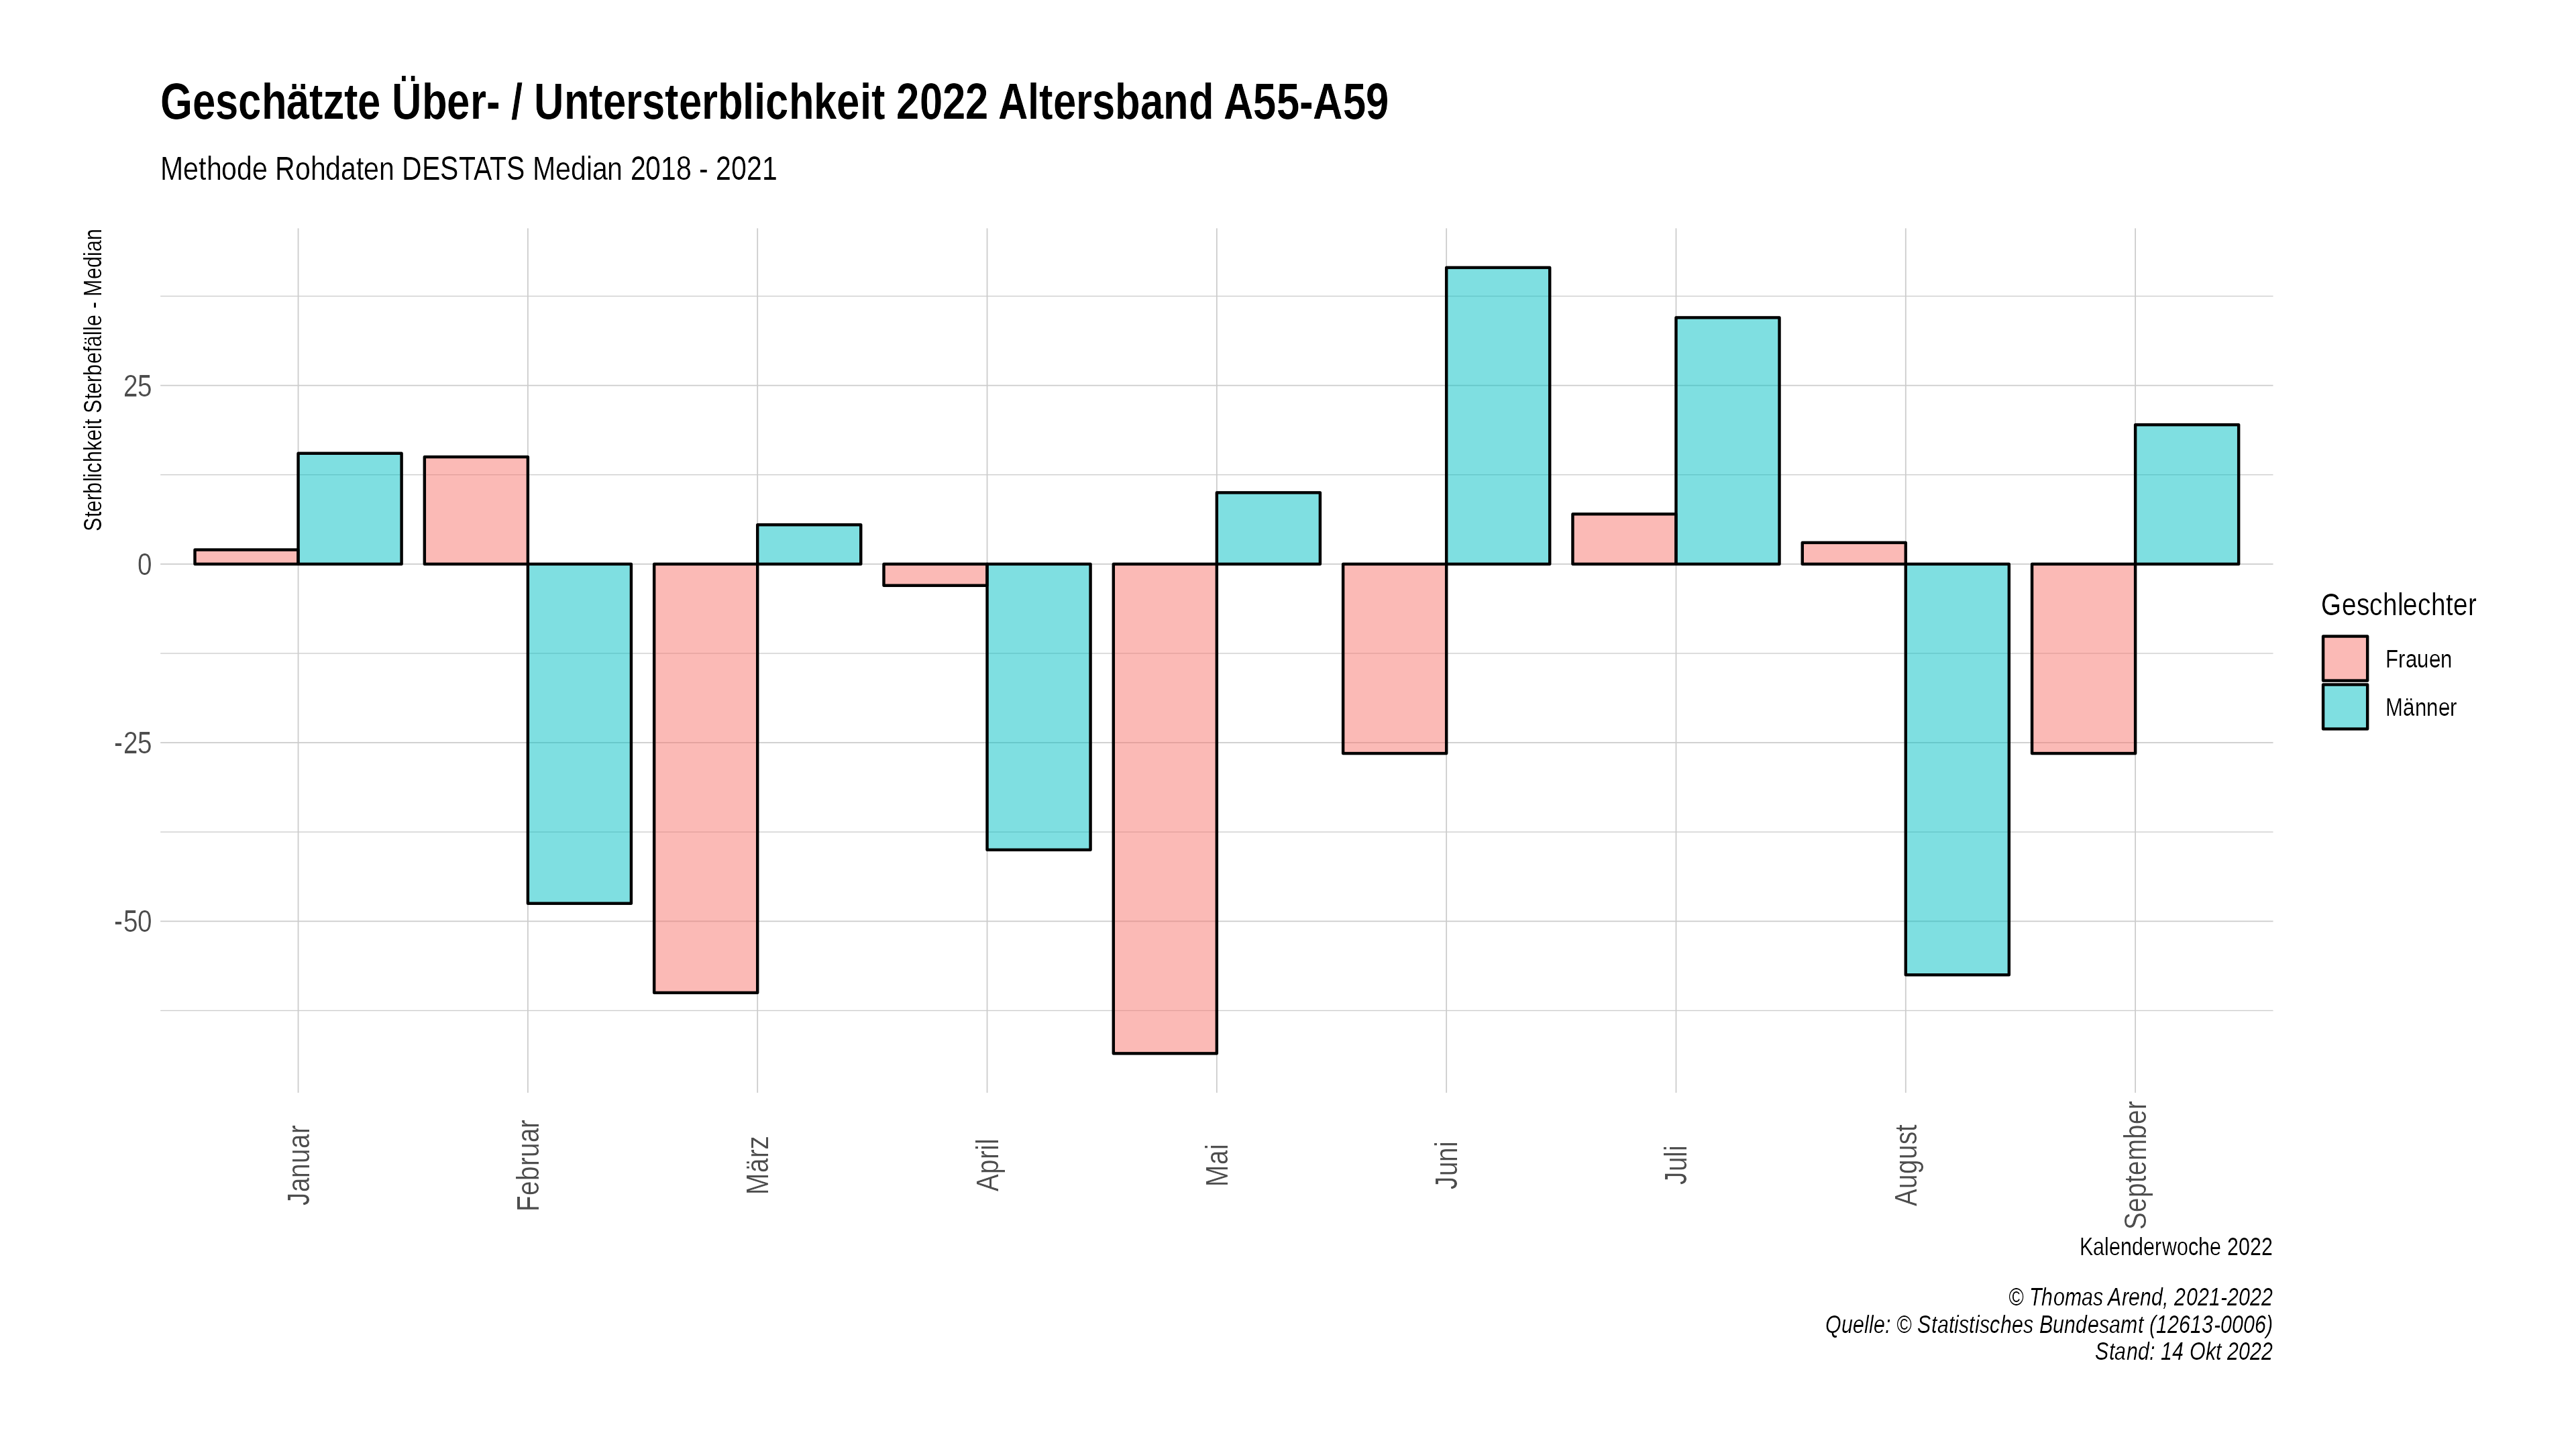 Geschätzte Über- / Untersterblichkeit 2022 Altersband A55-A59
Methode Rohdaten DESTATS Median 2018 - 2021
Sterblichkeit Sterbefälle - Median
25
0
-25
-50
Januar
Februar
März
April
Mai
Juni
Juli
August
September
Kalenderwoche 2022
Geschlechter
Frauen
Männer
© Thomas Arend, 2021-2022
Quelle: © Statistisches Bundesamt (12613-0006)
Stand: 14 Okt 2022